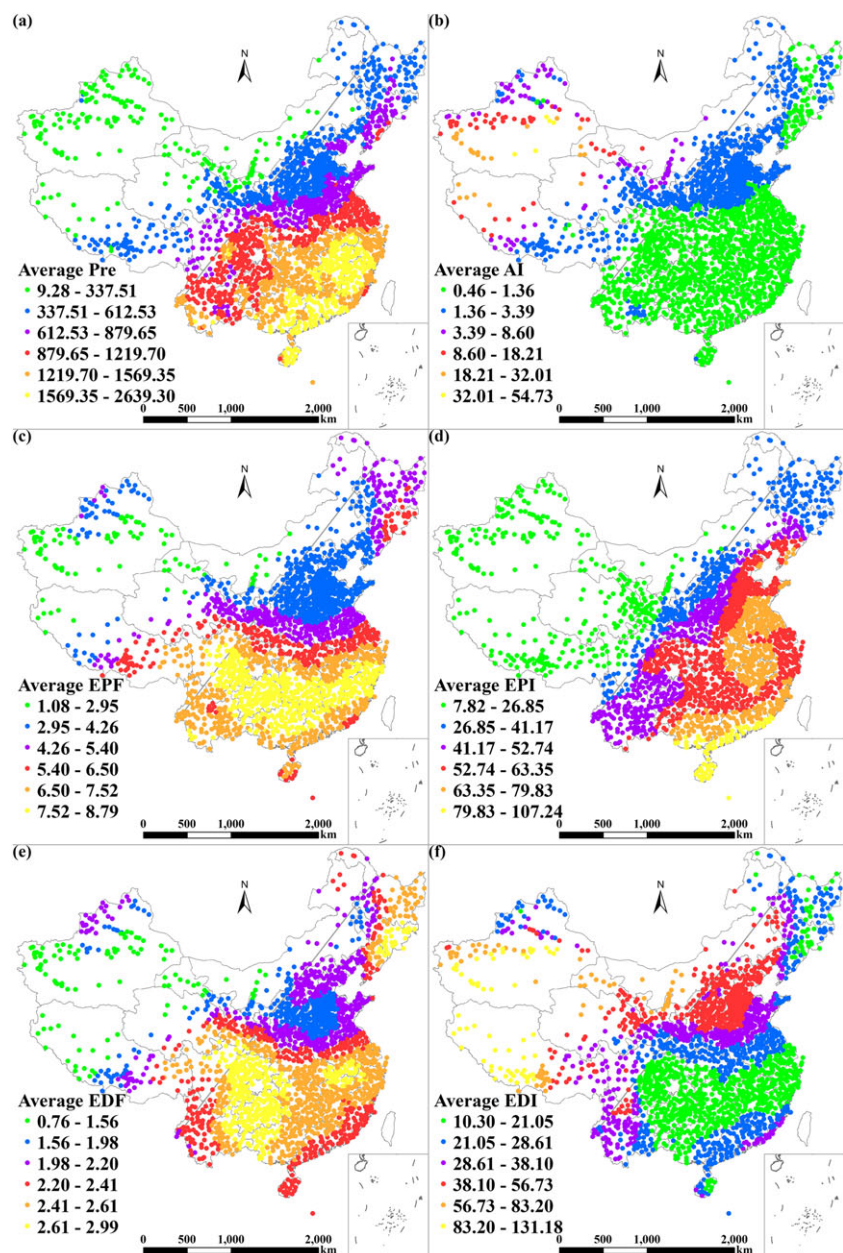 (a)
N
Average Pre
9.28 - 337.51
337.51 - 612.53
612.53 - 879.65
879.65 - 1219.70
1219.70 - 1569.35
1569.35 - 2639.30
0 500 1,000 2,000
km
(b)
N
Average AI
0.46 - 1.36
1.36 - 3.39
3.39 - 8.60
8.60 - 18.21
18.21 - 32.01
32.01 - 54.73
0 500 1,000 2,000
km
(c)
N
Average EPF
1.08 - 2.95
2.95 - 4.26
4.26 - 5.40
5.40 - 6.50
6.50 - 7.52
7.52 - 8.79
0 500 1,000 2,000
km
(d)
N
Average EPI
7.82 - 26.85
26.85 - 41.17
41.17 - 52.74
52.74 - 63.35
63.35 - 79.83
79.83 - 107.24
0 500 1,000 2,000
km
(e)
N
Average EDF
0.76 - 1.56
1.56 - 1.98
1.98 - 2.20
2.20 - 2.41
2.41 - 2.61
2.61 - 2.99
0 500 1,000 2,000
km
(f)
N
Average EDI
10.30 - 21.05
21.05 - 28.61
28.61 - 38.10
38.10 - 56.73
56.73 - 83.20
83.20 - 131.18
0 500 1,000 2,000
km